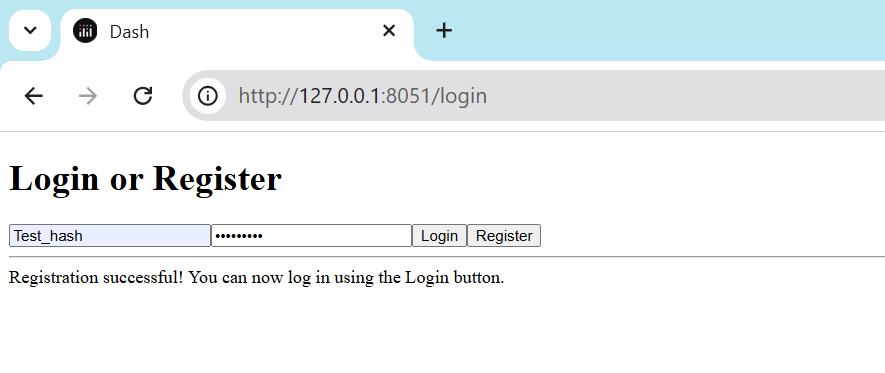 Dash
http://127.0.0.1:8051/login
Login or Register
Test_hash ••••••••• Login Register
Registration successful! You can now log in using the Login button.